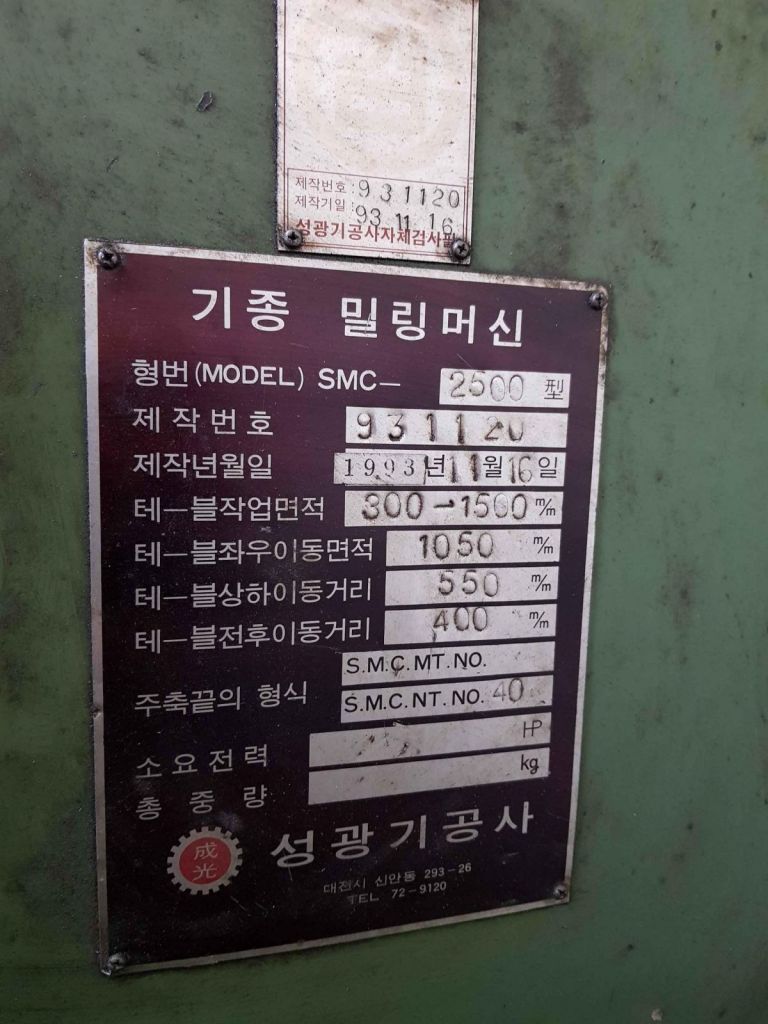 제작번호 : 931120
제작기일 : 93.11.16
성광기공사자체검사필
기종 밀링머신
형번(MODEL) SMC- 2500 型
제작번호 931120
제작년월일 1993년11월16일
테-블작업면적 300-1500 m/m
테-블좌우이동면적 1050 m/m
테-블상하이동거리 550 m/m
테-블전후이동거리 400 m/m
S.M.C.MT.NO.
주축끝의 형식 S.M.C.NT.NO. 40
소요전력 HP
총중량 kg
成光 성광기공사
대전시 신안동 293-26
TEL 72-9120